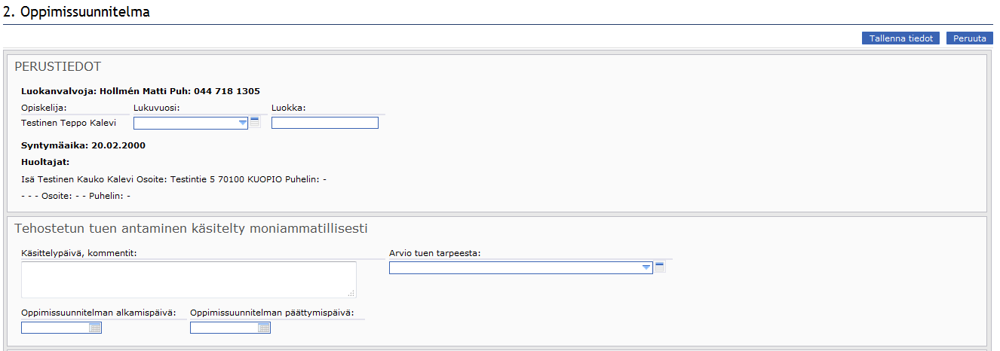 2. Oppimissuunnitelma
Tallenna tiedot Peruuta
PERUSTIEDOT
Luokanvalvoja: Hollmén Matti Puh: 044 718 1305
Opiskelija: Lukuvuosi: Luokka:
Testinen Teppo Kalevi
Syntymäaika: 20.02.2000
Huoltajat:
Isä Testinen Kauko Kalevi Osoite: Testintie 5 70100 KUOPIO Puhelin: -
- - - Osoite: - - Puhelin: -
Tehostetun tuen antaminen käsitelty moniammatillisesti
Käsittelypäivä, kommentit: Arvio tuen tarpeesta:
Oppimissuunnitelman alkamispäivä: Oppimissuunnitelman päättymispäivä: